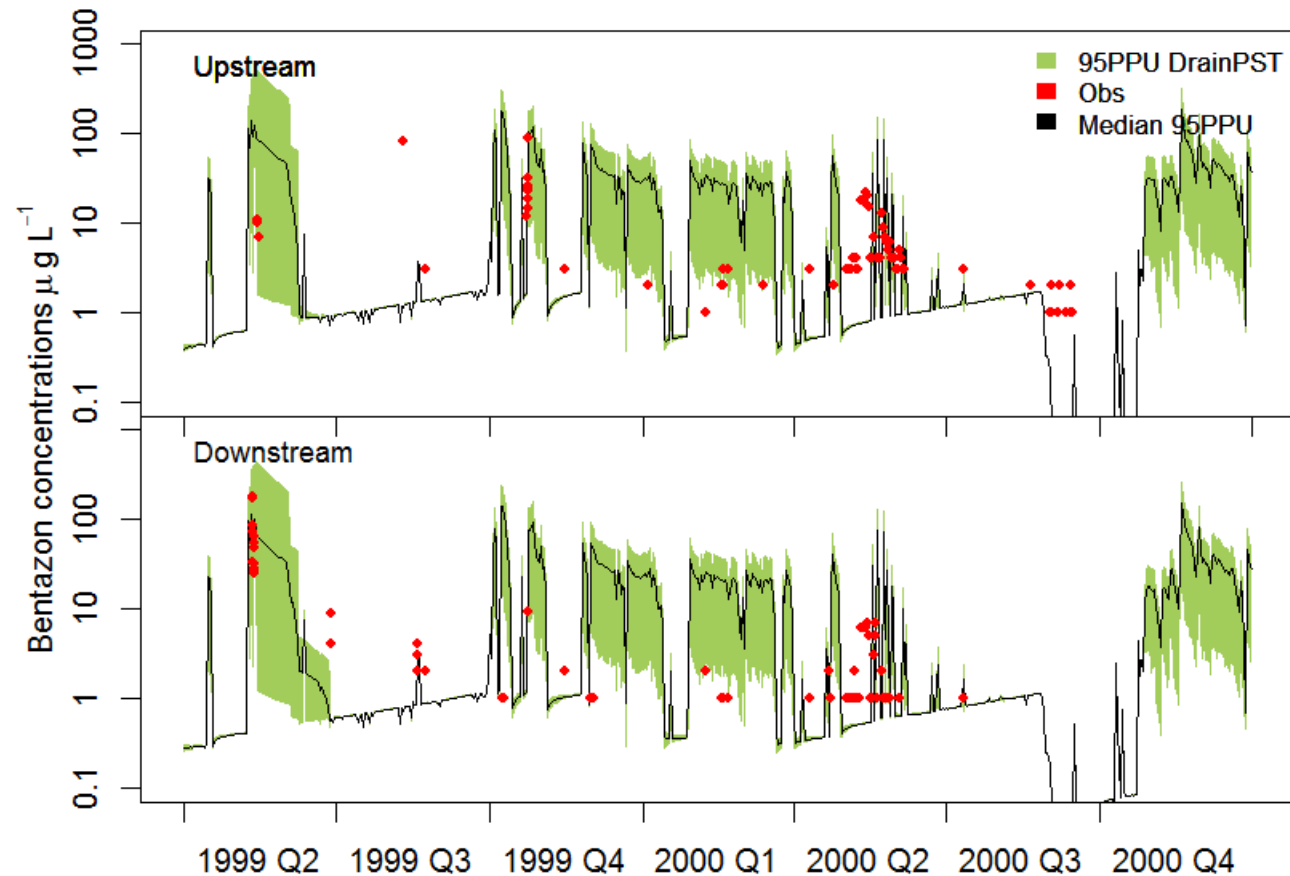 Bentazon concentrations μ g L⁻¹
1000
100
10
1
0.1
Upstream
95PPU DrainPST
Obs
Median 95PPU
Downstream
100
10
1
0.1
1999 Q2
1999 Q3
1999 Q4
2000 Q1
2000 Q2
2000 Q3
2000 Q4